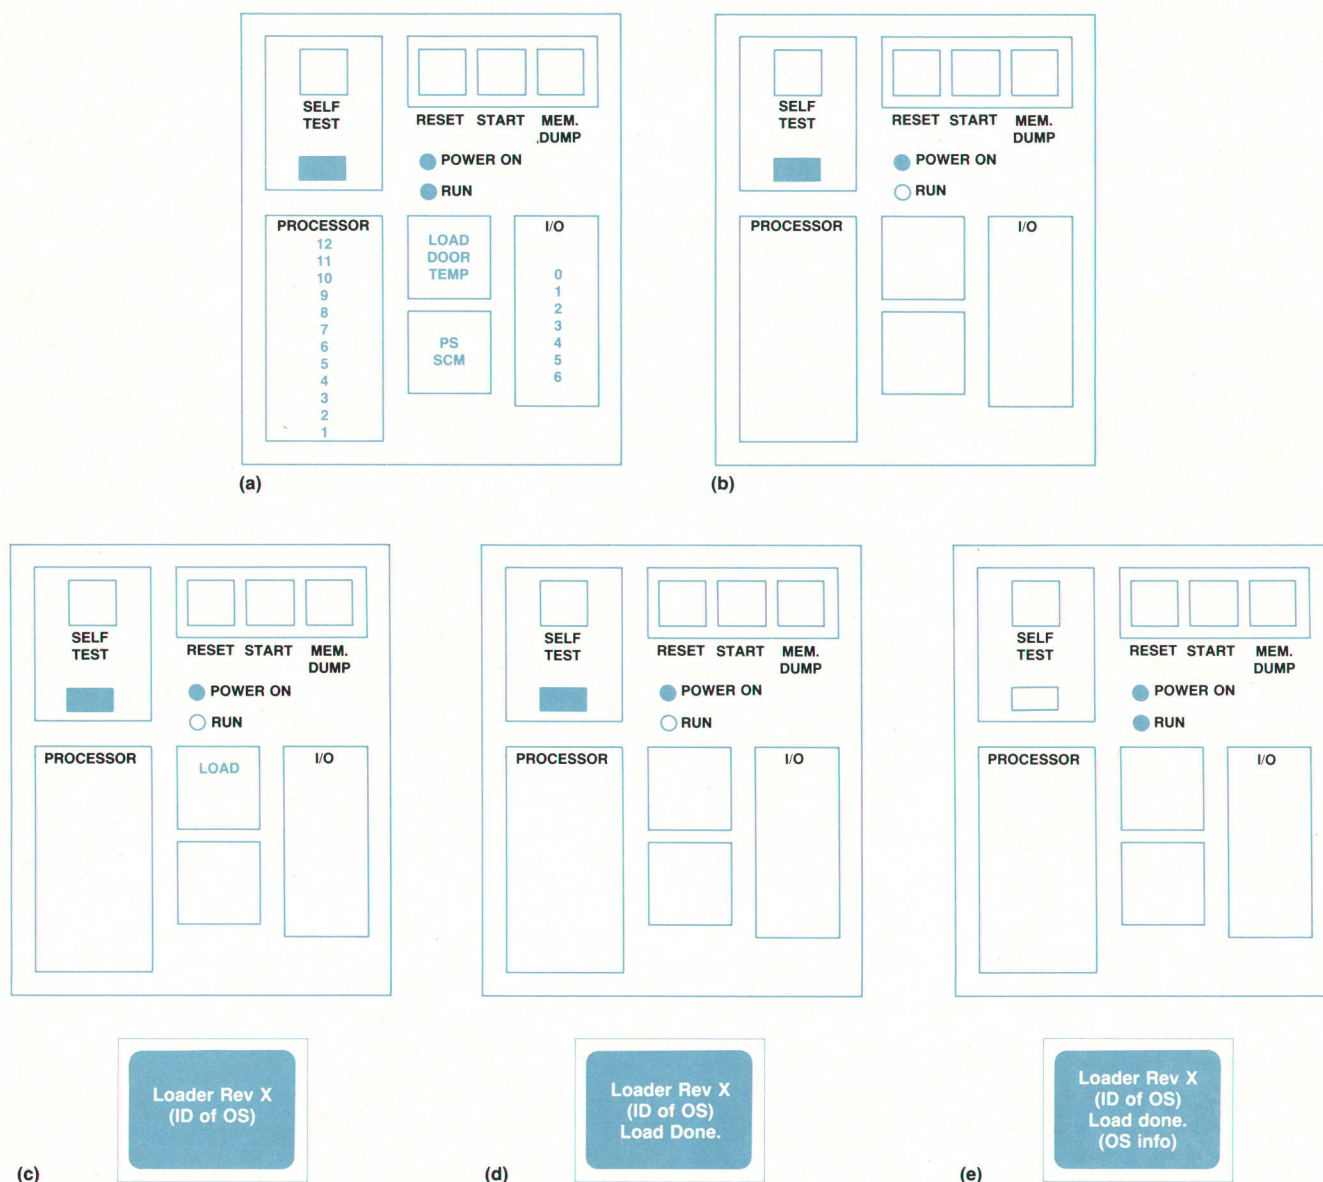 SELF
TEST
RESET START MEM.
DUMP
POWER ON
RUN
PROCESSOR
12
11
10
9
8
7
6
5
4
3
2
1
LOAD
DOOR
TEMP
PS
SCM
I/O
0
1
2
3
4
5
6
(a)
SELF
TEST
RESET START MEM.
DUMP
POWER ON
RUN
PROCESSOR
I/O
(b)
SELF
TEST
RESET START MEM.
DUMP
POWER ON
RUN
PROCESSOR
LOAD
I/O
Loader Rev X
(ID of OS)
(c)
SELF
TEST
RESET START MEM.
DUMP
POWER ON
RUN
PROCESSOR
I/O
Loader Rev X
(ID of OS)
Load Done.
(d)
SELF
TEST
RESET START MEM.
DUMP
POWER ON
RUN
PROCESSOR
I/O
Loader Rev X
(ID of OS)
Load done.
(OS info)
(e)